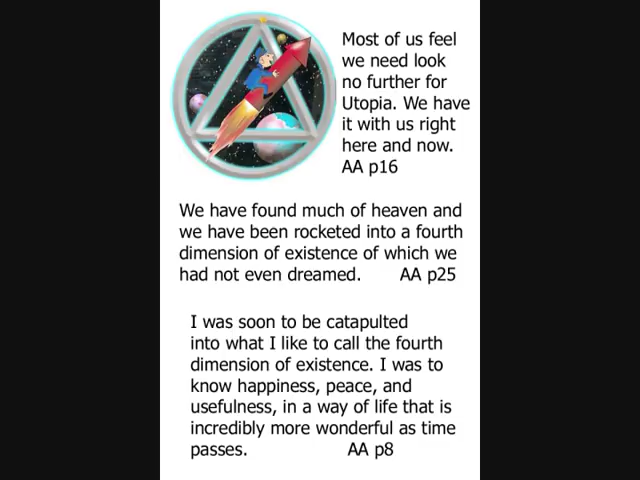 Most of us feel
we need look
no further for
Utopia. We have
it with us right
here and now.
AA p16
We have found much of heaven and
we have been rocketed into a fourth
dimension of existence of which we
had not even dreamed. AA p25
I was soon to be catapulted
into what I like to call the fourth
dimension of existence. I was to
know happiness, peace, and
usefulness, in a way of life that is
incredibly more wonderful as time
passes. AA p8